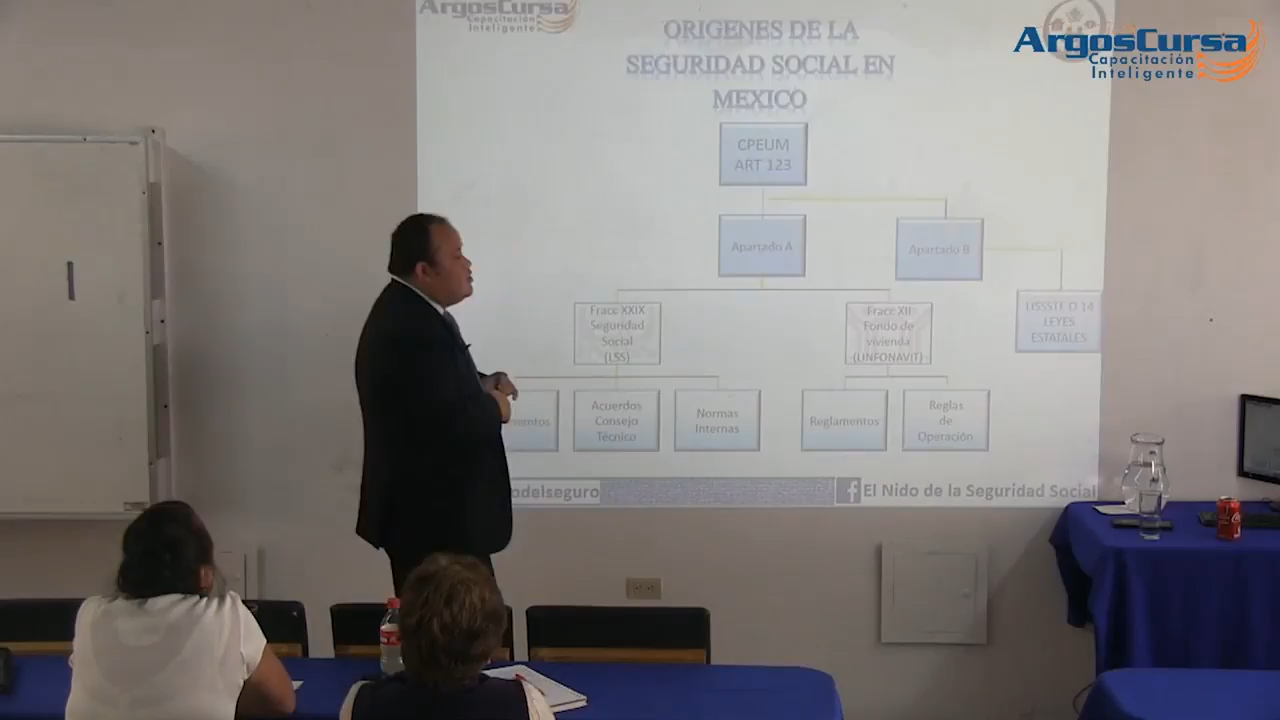 ArgosCursa
Capacitación
Inteligente
ArgosCursa
Capacitación
Inteligente
ORIGENES DE LA
SEGURIDAD SOCIAL EN
MEXICO
CPEUM
ART 123
Apartado A
Apartado B
Fracc XXIX
Seguridad
Social
(LSS)
Fracc XII
Fondo de
vivienda
(LINFONAVIT)
LISSSTE O 14
LEYES
ESTATALES
Acuerdos
Consejo
Técnico
Normas
Internas
Reglamentos
Reglas
de
Operación
El Nido de la Seguridad Social